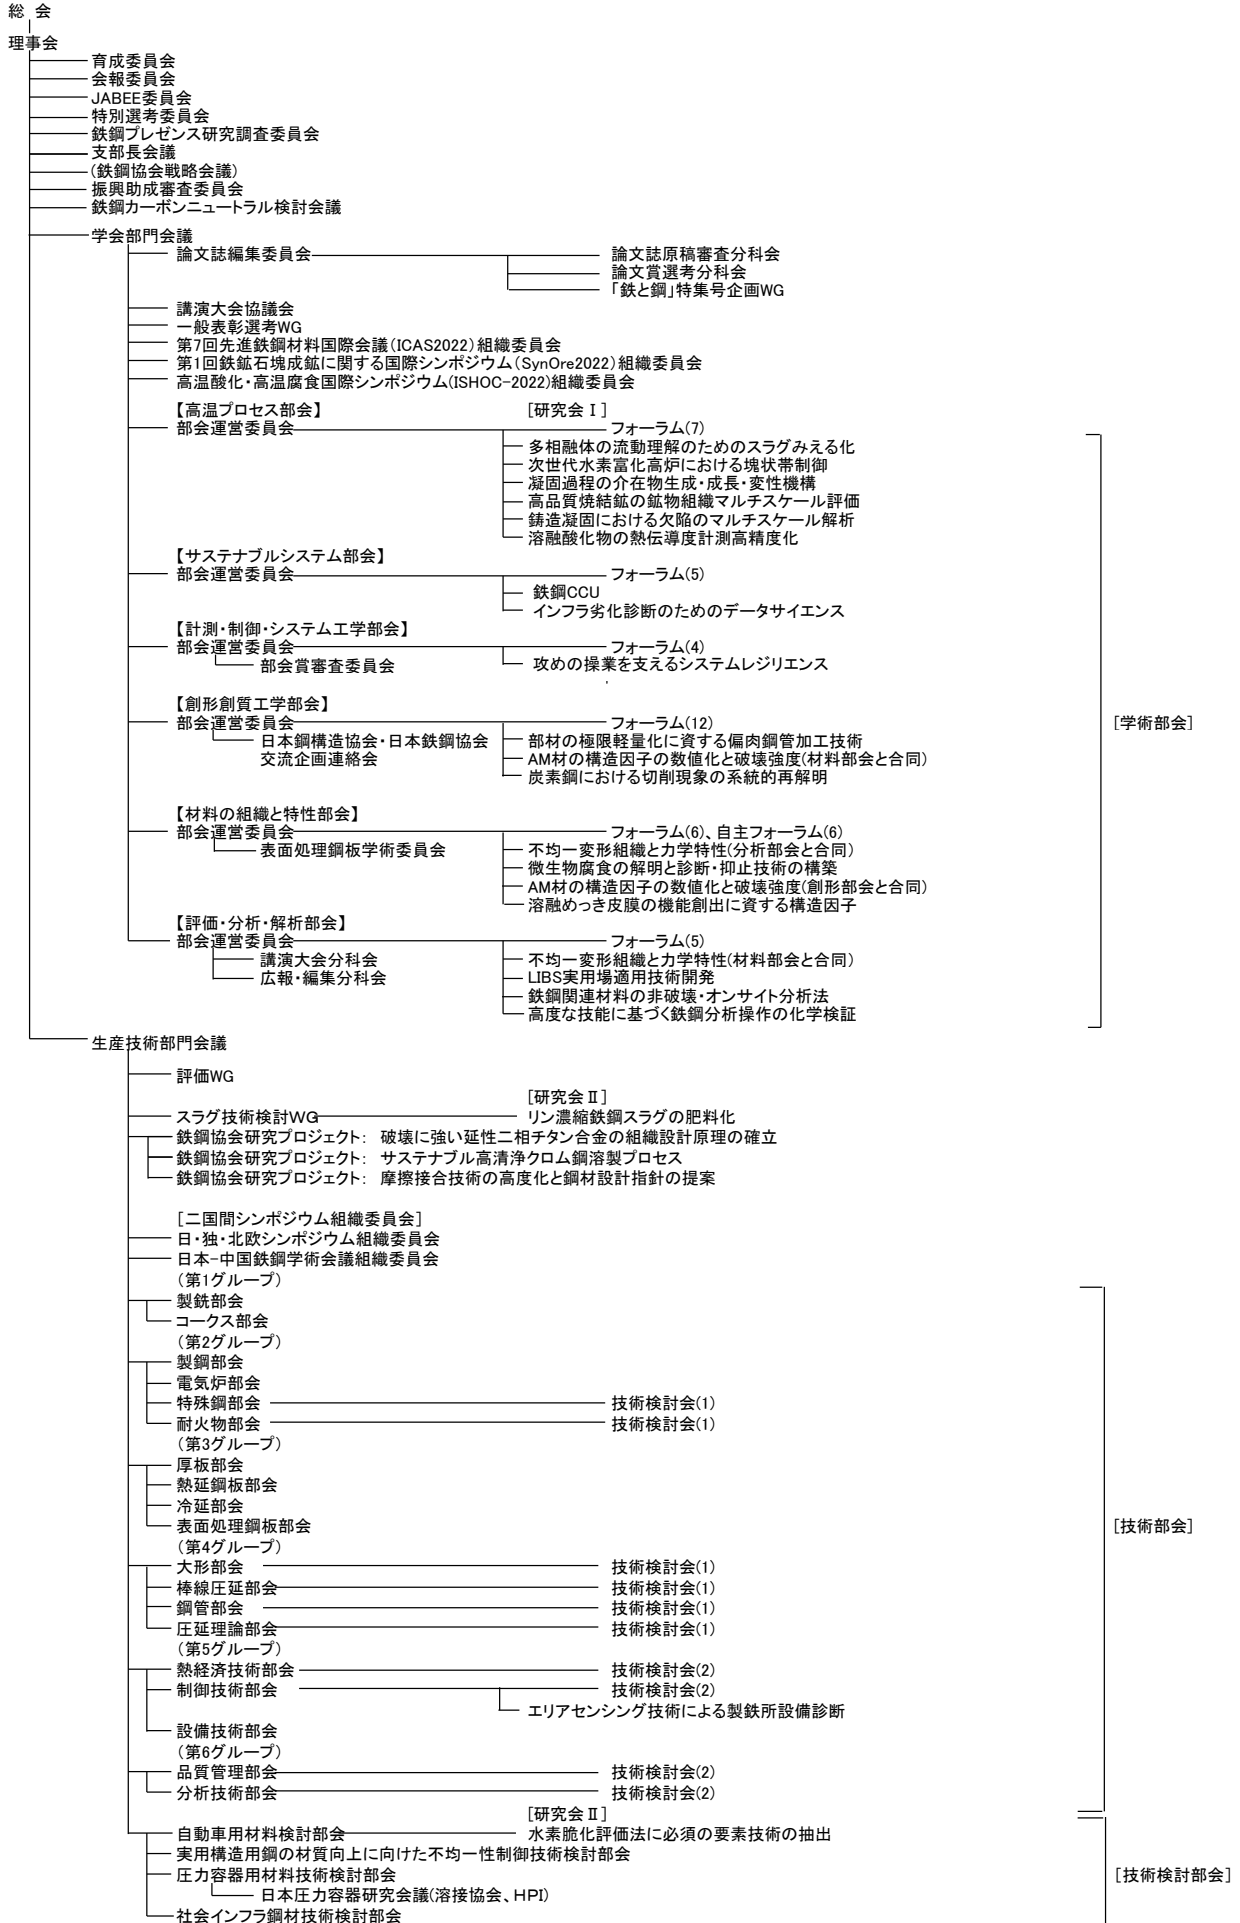 総 会
理事会
育成委員会
会報委員会
JABEE委員会
特別選考委員会
鉄鋼プレゼンス研究調査委員会
支部長会議
(鉄鋼協会戦略会議)
振興助成審査委員会
鉄鋼カーボンニュートラル検討会議
学会部門会議
論文誌編集委員会 論文誌原稿審査分科会
論文賞選考分科会
「鉄と鋼」特集号企画WG
講演大会協議会
一般表彰選考WG
第7回先進鉄鋼材料国際会議(ICAS2022)組織委員会
第1回鉄鉱石塊成鉱に関する国際シンポジウム(SynOre2022)組織委員会
高温酸化・高温腐食国際シンポジウム(ISHOC-2022)組織委員会
【高温プロセス部会】 [研究会Ⅰ]
部会運営委員会 フォーラム(7)
多相融体の流動理解のためのスラグみえる化
次世代水素富化高炉における塊状帯制御
凝固過程の介在物生成・成長・変性機構
高品質焼結鉱の鉱物組織マルチスケール評価
鋳造凝固における欠陥のマルチスケール解析
溶融酸化物の熱伝導度計測高精度化
【サステナブルシステム部会】
部会運営委員会 フォーラム(5)
鉄鋼CCU
インフラ劣化診断のためのデータサイエンス
【計測・制御・システム工学部会】
部会運営委員会 フォーラム(4)
部会賞審査委員会 攻めの操業を支えるシステムレジリエンス
【創形創質工学部会】
部会運営委員会 フォーラム(12) [学術部会]
日本鋼構造協会・日本鉄鋼協会 部材の極限軽量化に資する偏肉鋼管加工技術
交流企画連絡会 AM材の構造因子の数値化と破壊強度(材料部会と合同)
炭素鋼における切削現象の系統的再解明
【材料の組織と特性部会】
部会運営委員会 フォーラム(6)、自主フォーラム(6)
表面処理鋼板学術委員会 不均一変形組織と力学特性(分析部会と合同)
微生物腐食の解明と診断・抑止技術の構築
AM材の構造因子の数値化と破壊強度(創形部会と合同)
溶融めっき皮膜の機能創出に資する構造因子
【評価・分析・解析部会】
部会運営委員会 フォーラム(5)
講演大会分科会 不均一変形組織と力学特性(材料部会と合同)
広報・編集分科会 LIBS実用場適用技術開発
鉄鋼関連材料の非破壊・オンサイト分析法
高度な技能に基づく鉄鋼分析操作の化学検証
生産技術部門会議
評価WG
[研究会Ⅱ]
スラグ技術検討WG リン濃縮鉄鋼スラグの肥料化
鉄鋼協会研究プロジェクト: 破壊に強い延性二相チタン合金の組織設計原理の確立
鉄鋼協会研究プロジェクト: サステナブル高清浄クロム鋼溶製プロセス
鉄鋼協会研究プロジェクト: 摩擦接合技術の高度化と鋼材設計指針の提案
[二国間シンポジウム組織委員会]
日・独・北欧シンポジウム組織委員会
日本-中国鉄鋼学術会議組織委員会
(第1グループ)
製銑部会
コークス部会
(第2グループ)
製鋼部会
電気炉部会
特殊鋼部会 技術検討会(1)
耐火物部会 技術検討会(1)
(第3グループ)
厚板部会
熱延鋼板部会
冷延部会
表面処理鋼板部会 [技術部会]
(第4グループ)
大形部会 技術検討会(1)
棒線圧延部会 技術検討会(1)
鋼管部会 技術検討会(1)
圧延理論部会 技術検討会(1)
(第5グループ)
熱経済技術部会 技術検討会(2)
制御技術部会 技術検討会(2)
エリアセンシング技術による製鉄所設備診断
設備技術部会
(第6グループ)
品質管理部会 技術検討会(2)
分析技術部会 技術検討会(2)
[研究会Ⅱ]
自動車用材料検討部会 水素脆化評価法に必須の要素技術の抽出
実用構造用鋼の材質向上に向けた不均一性制御技術検討部会
圧力容器用材料技術検討部会 [技術検討部会]
日本圧力容器研究会議(溶接協会、HPI)
社会インフラ鋼材技術検討部会